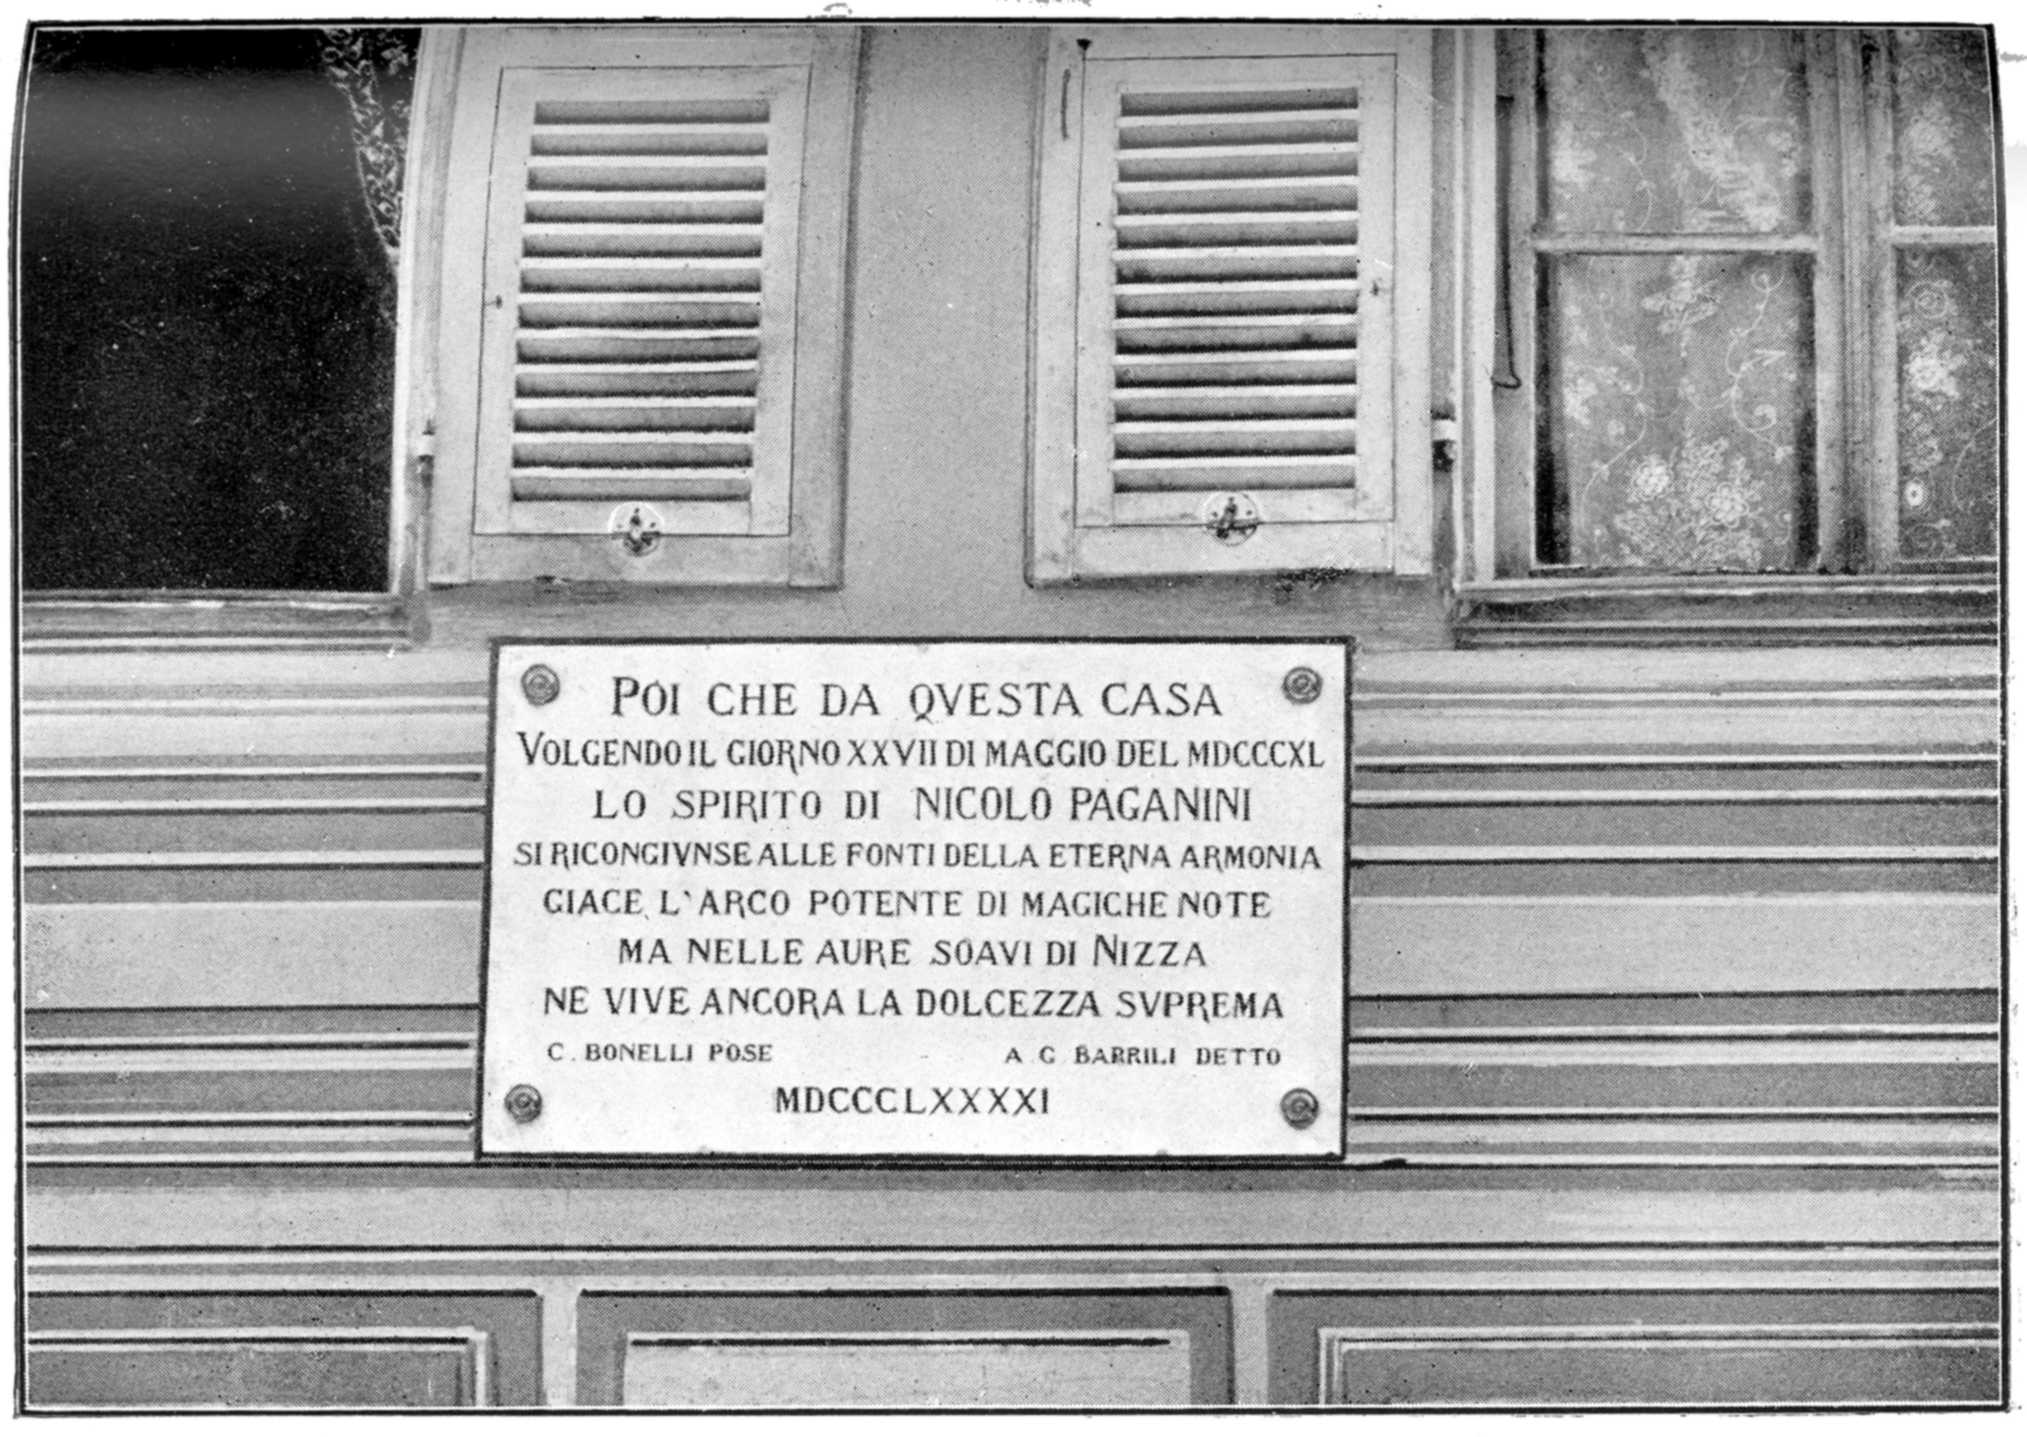 POI CHE DA QVESTA CASA
VOLGENDO IL GIORNO XXVII DI MAGGIO DEL MDCCCXL
LO SPIRITO DI NICOLO PAGANINI
SI RICONGIVNSE ALLE FONTI DELLA ETERNA ARMONIA
GIACE L'ARCO POTENTE DI MAGICHE NOTE
MA NELLE AURE SOAVI DI NIZZA
NE VIVE ANCORA LA DOLCEZZA SVPREMA
C. BONELLI POSE A G BARRILI DETTO
MDCCCLXXXXI